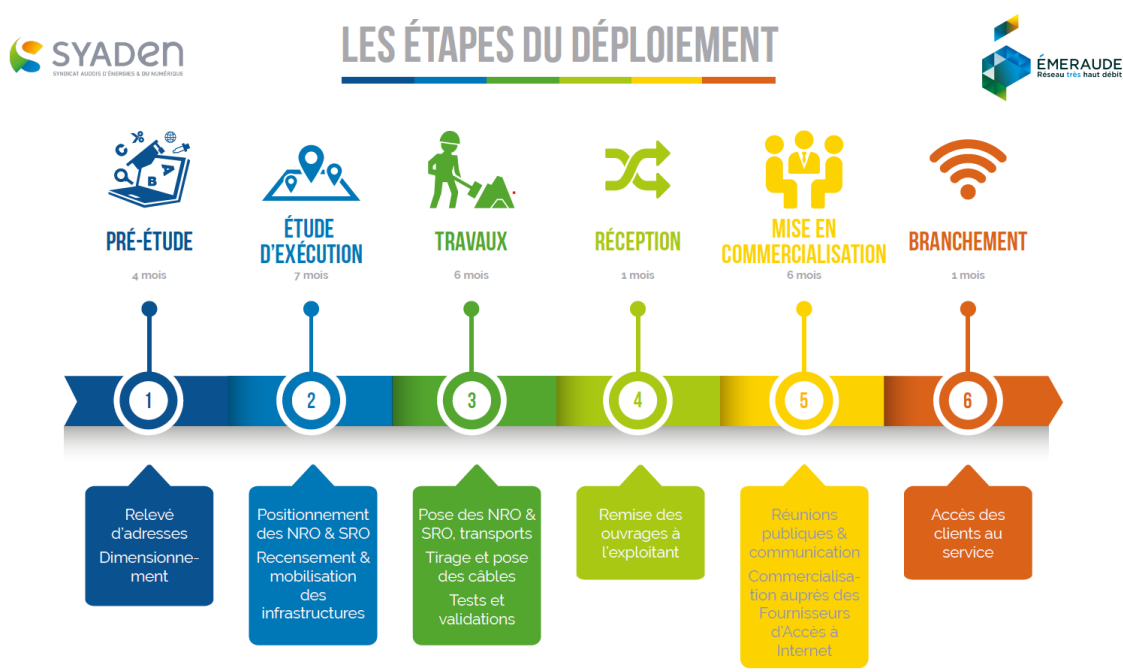 SYADEN
SYNDICAT AUDOIS D'ÉNERGIES & DU NUMÉRIQUE
LES ÉTAPES DU DÉPLOIEMENT
ÉMERAUDE
Réseau très haut débit
B
A
PRÉ-ÉTUDE
4 mois
ÉTUDE
D'EXÉCUTION
7 mois
TRAVAUX
6 mois
RÉCEPTION
1 mois
MISE EN
COMMERCIALISATION
6 mois
BRANCHEMENT
1 mois
1
2
3
4
5
6
Relevé
d'adresses
Dimensionne-
ment
Positionnement
des NRO & SRO
Recensement &
mobilisation
des
infrastructures
Pose des NRO &
SRO, transports
Tirage et pose
des câbles
Tests et
validations
Remise des
ouvrages à
l'exploitant
Réunions
publiques &
communication
Commercialisa-
tion auprès des
Fournisseurs
d'Accès à
Internet
Accès des
clients au
service